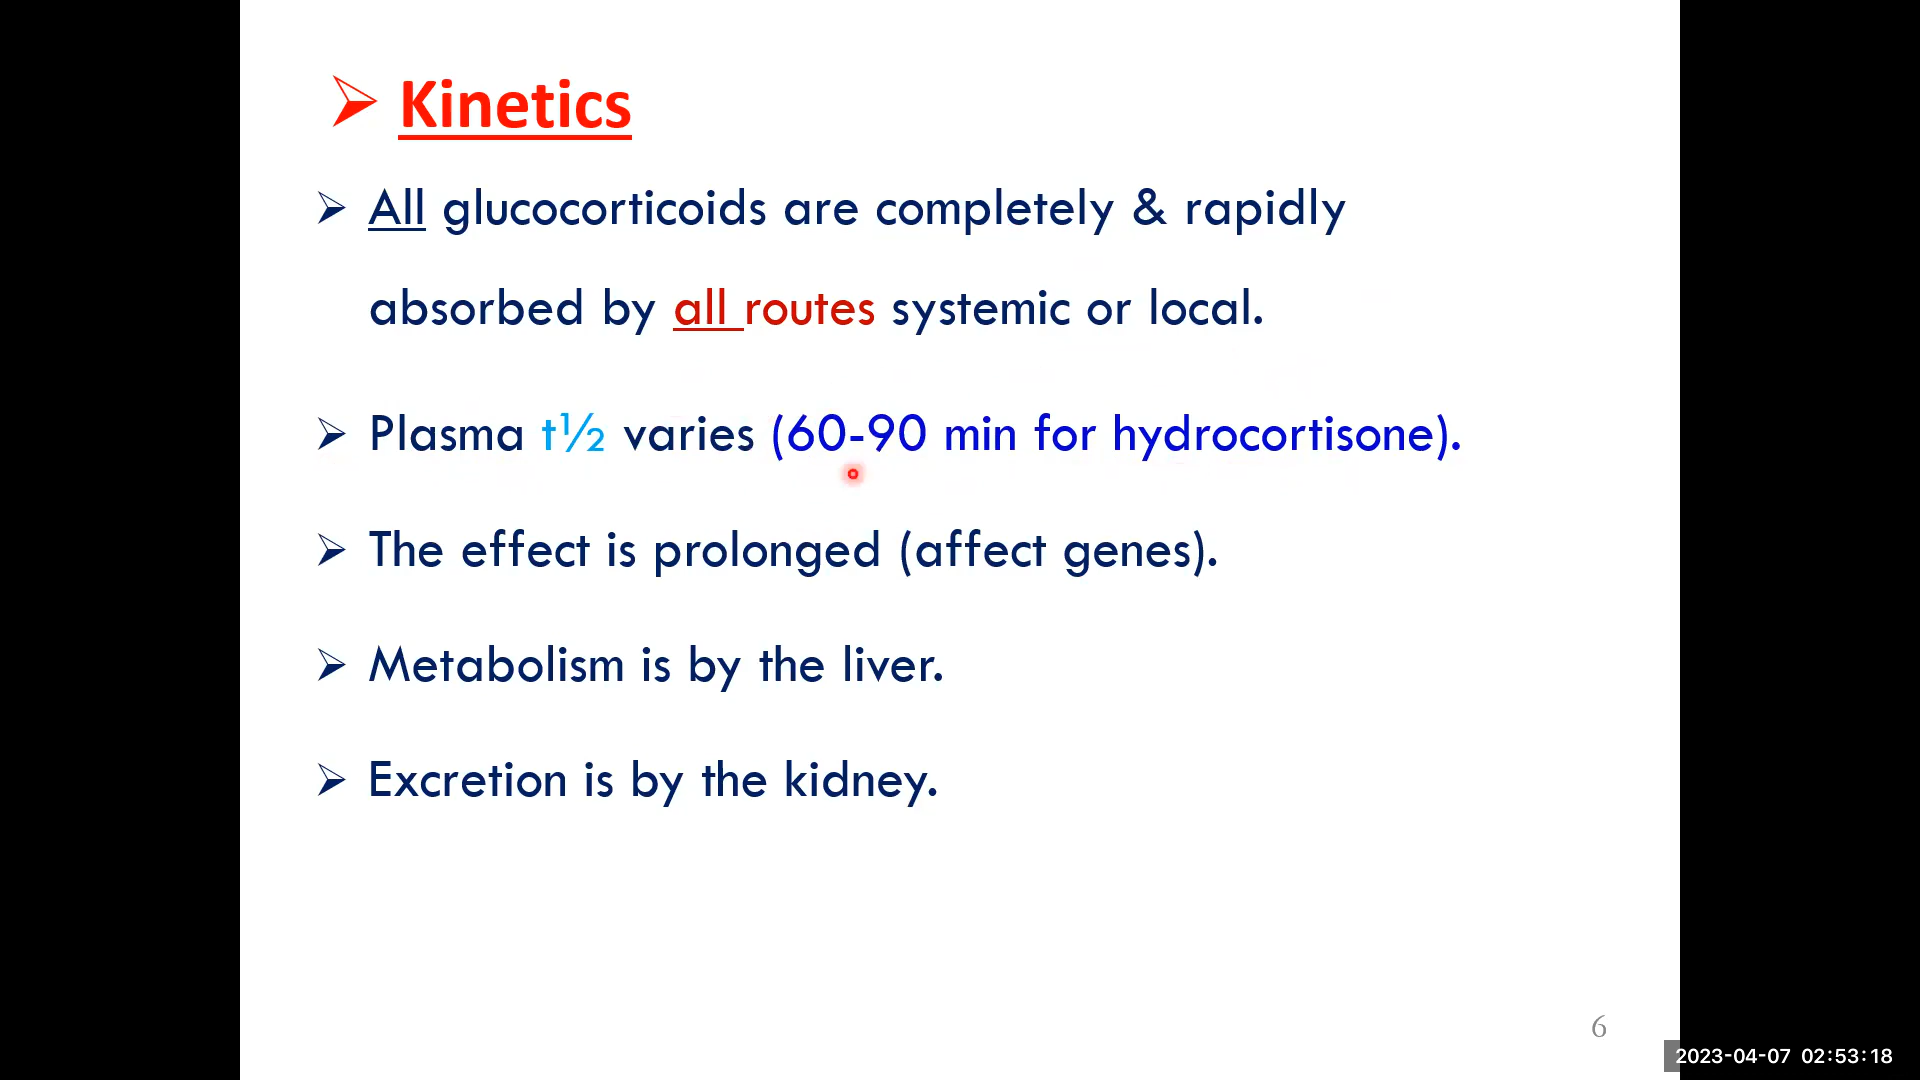 ➢ Kinetics
➢ All glucocorticoids are completely & rapidly
absorbed by all routes systemic or local.
➢ Plasma t½ varies (60-90 min for hydrocortisone).
➢ The effect is prolonged (affect genes).
➢ Metabolism is by the liver.
➢ Excretion is by the kidney.
6
2023-04-07 02:53:18